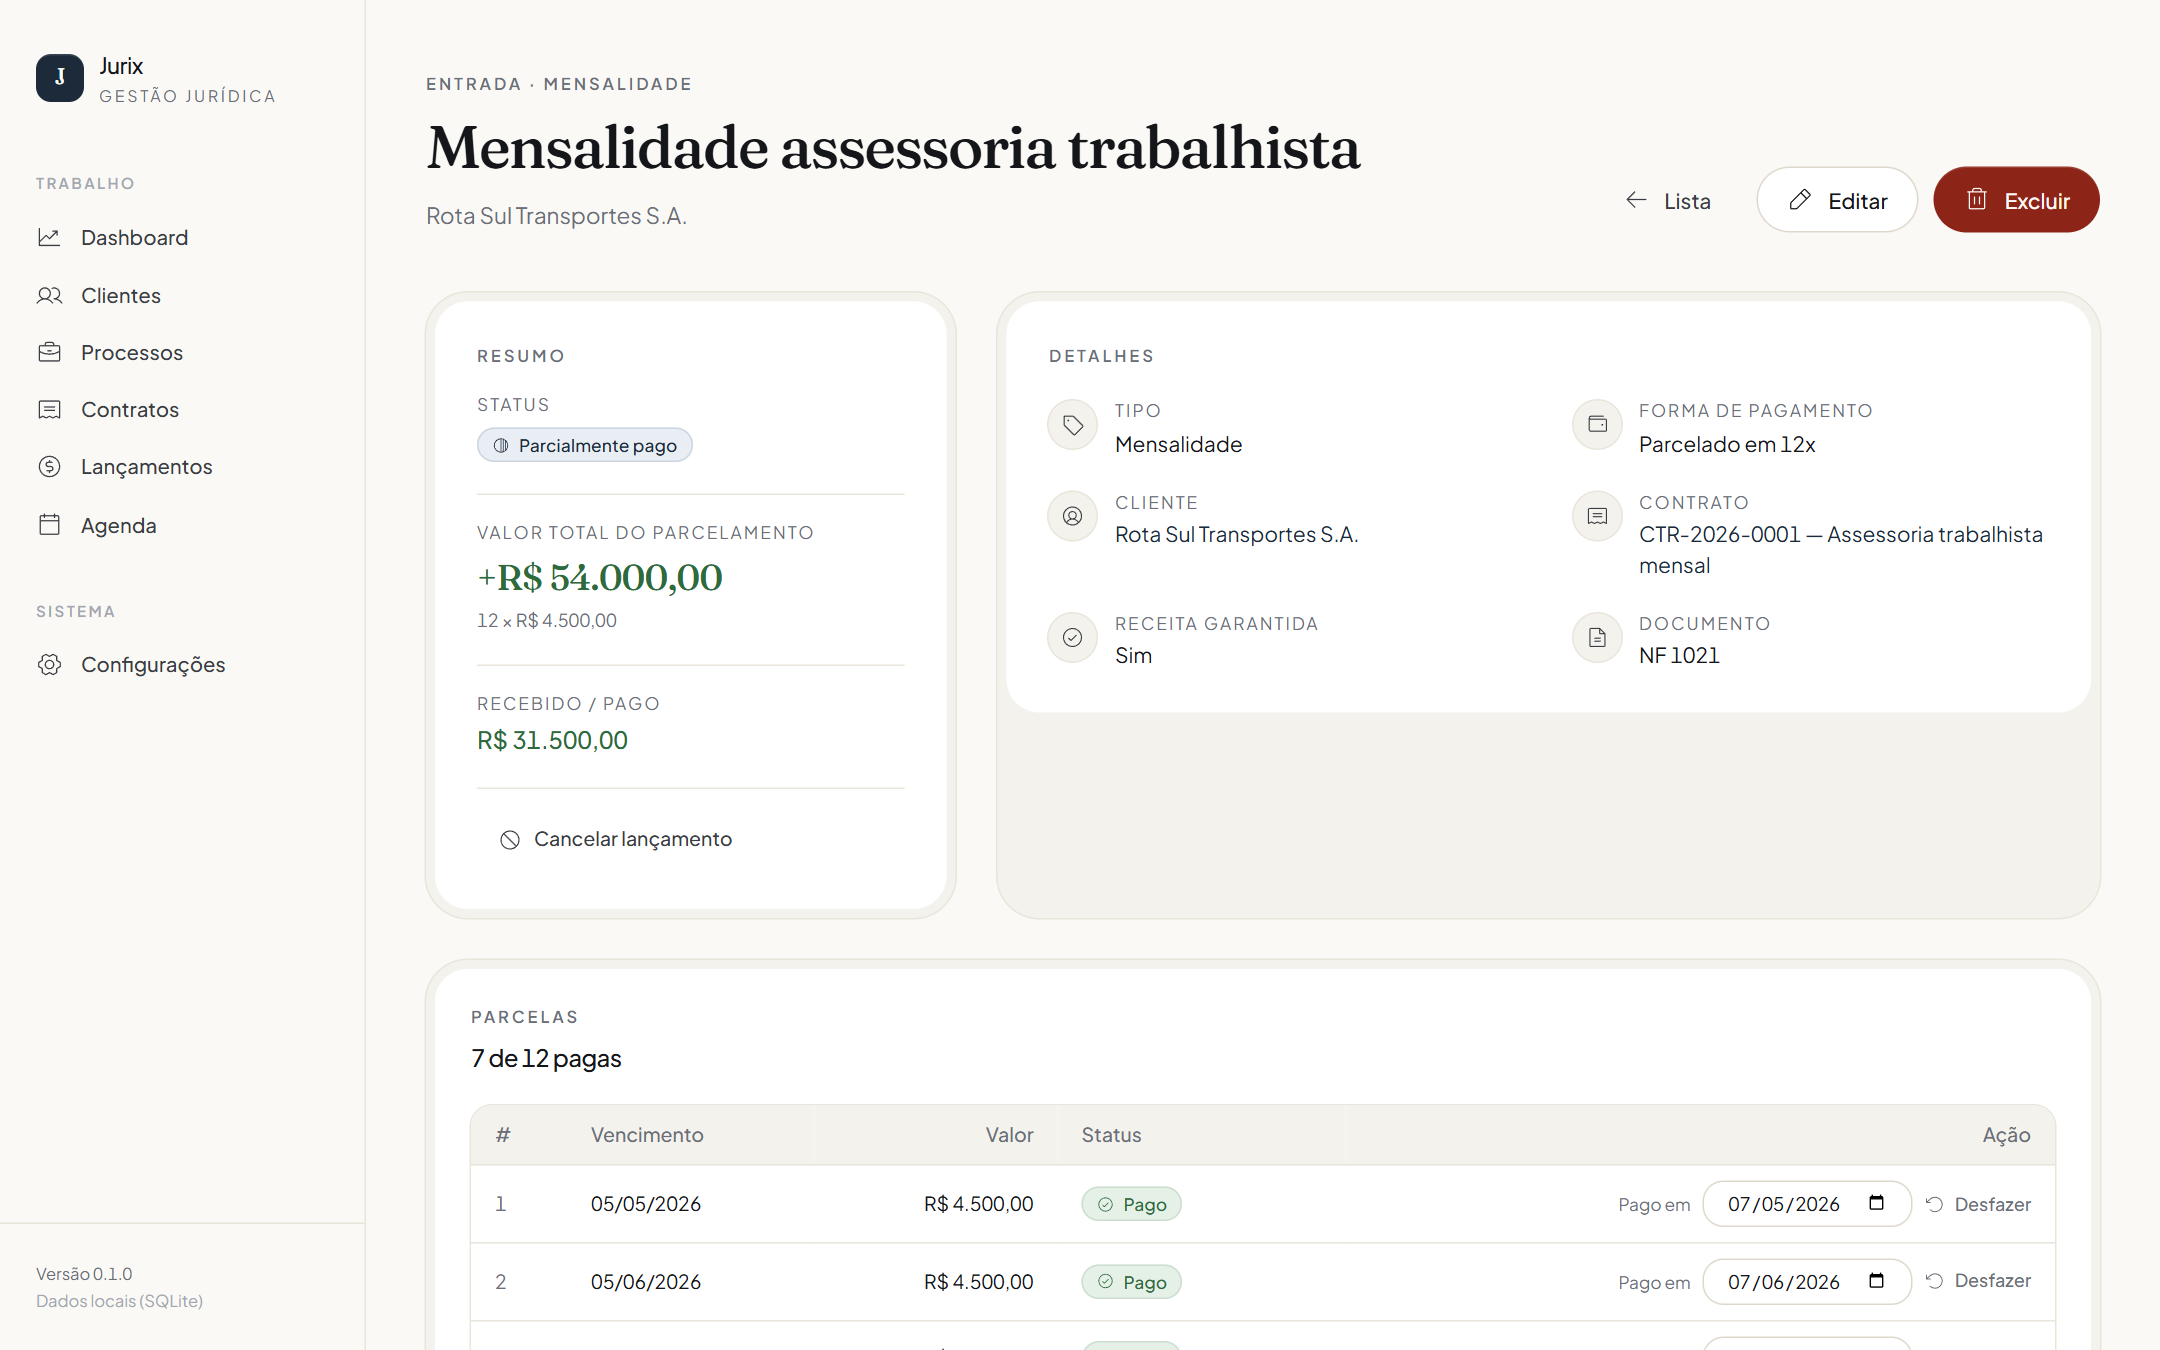 J
Jurix
GESTÃO JURÍDICA
TRABALHO
Dashboard
Clientes
Processos
Contratos
Lançamentos
Agenda
SISTEMA
Configurações
Versão 0.1.0
Dados locais (SQLite)
ENTRADA · MENSALIDADE
Mensalidade assessoria trabalhista
Rota Sul Transportes S.A.
Lista
Editar
Excluir
RESUMO
STATUS
Parcialmente pago
VALOR TOTAL DO PARCELAMENTO
+R$ 54.000,00
12 × R$ 4.500,00
RECEBIDO / PAGO
R$ 31.500,00
Cancelar lançamento
DETALHES
TIPO
Mensalidade
FORMA DE PAGAMENTO
Parcelado em 12x
CLIENTE
Rota Sul Transportes S.A.
CONTRATO
CTR-2026-0001 — Assessoria trabalhista
mensal
RECEITA GARANTIDA
Sim
DOCUMENTO
NF 1021
PARCELAS
7 de 12 pagas
# Vencimento Valor Status Ação
1 05/05/2026 R$ 4.500,00 Pago Pago em 07/05/2026 Desfazer
2 05/06/2026 R$ 4.500,00 Pago Pago em 07/06/2026 Desfazer